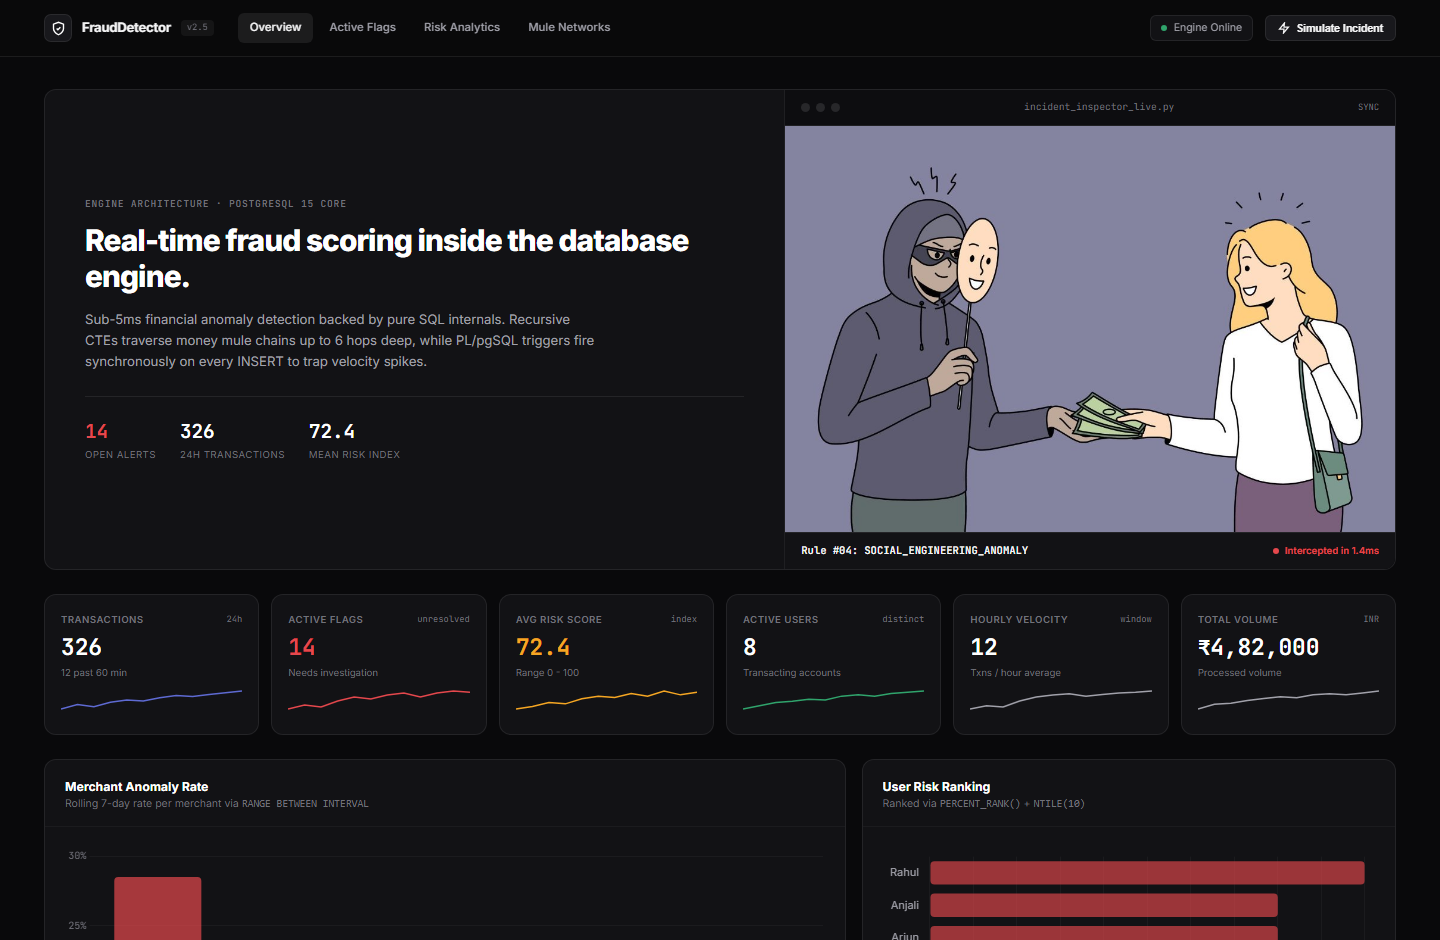 FraudDetector v2.5 Overview Active Flags Risk Analytics Mule Networks Engine Online Simulate Incident
incident_inspector_live.py SYNC
ENGINE ARCHITECTURE · POSTGRESQL 15 CORE
Real-time fraud scoring inside the database
engine.
Sub-5ms financial anomaly detection backed by pure SQL internals. Recursive
CTEs traverse money mule chains up to 6 hops deep, while PL/pgSQL triggers fire
synchronously on every INSERT to trap velocity spikes.
14 326 72.4
OPEN ALERTS 24H TRANSACTIONS MEAN RISK INDEX
Rule #04: SOCIAL_ENGINEERING_ANOMALY Intercepted in 1.4ms
TRANSACTIONS 24h
326
12 past 60 min
ACTIVE FLAGS unresolved
14
Needs investigation
AVG RISK SCORE index
72.4
Range 0 - 100
ACTIVE USERS distinct
8
Transacting accounts
HOURLY VELOCITY window
12
Txns / hour average
TOTAL VOLUME INR
₹4,82,000
Processed volume
Merchant Anomaly Rate
Rolling 7-day rate per merchant via RANGE BETWEEN INTERVAL
30%
25%
User Risk Ranking
Ranked via PERCENT_RANK() + NTILE(10)
Rahul
Anjali
Arjun